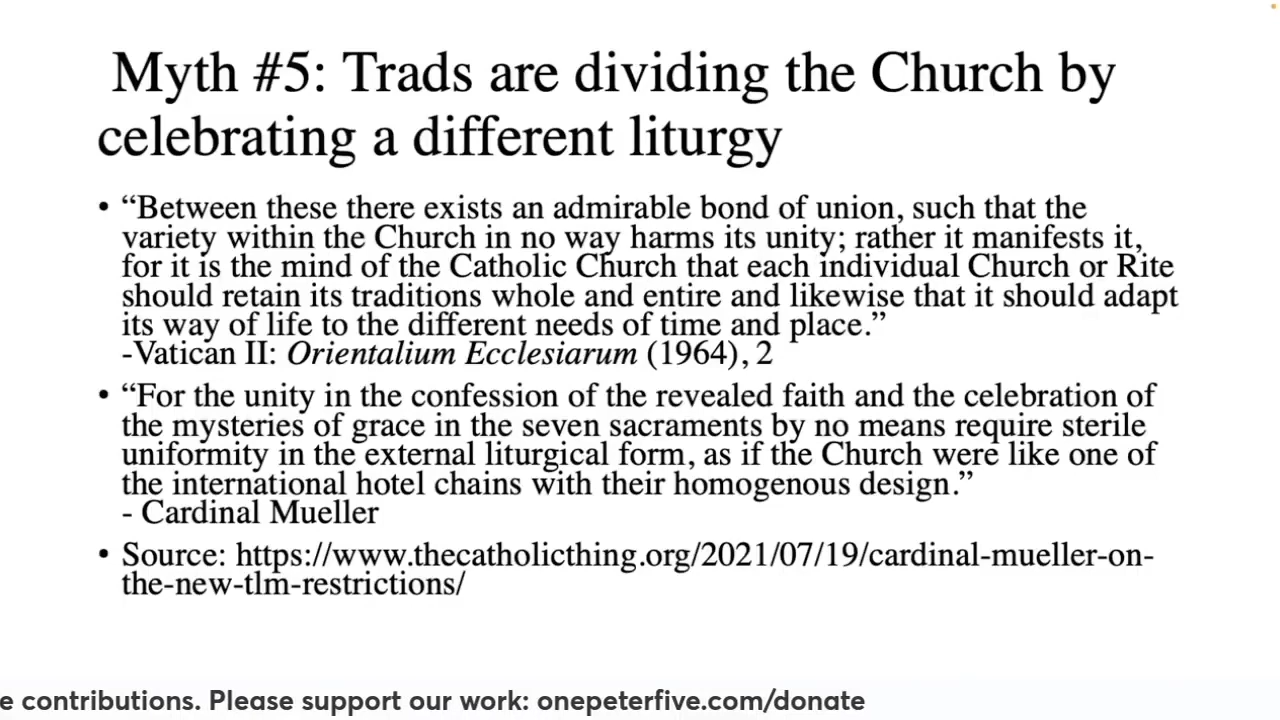 Myth #5: Trads are dividing the Church by
celebrating a different liturgy
• “Between these there exists an admirable bond of union, such that the
variety within the Church in no way harms its unity; rather it manifests it,
for it is the mind of the Catholic Church that each individual Church or Rite
should retain its traditions whole and entire and likewise that it should adapt
its way of life to the different needs of time and place.”
-Vatican II: Orientalium Ecclesiarum (1964), 2
• “For the unity in the confession of the revealed faith and the celebration of
the mysteries of grace in the seven sacraments by no means require sterile
uniformity in the external liturgical form, as if the Church were like one of
the international hotel chains with their homogenous design.”
- Cardinal Mueller
• Source: https://www.thecatholicthing.org/2021/07/19/cardinal-mueller-on-
the-new-tlm-restrictions/
e contributions. Please support our work: onepeterfive.com/donate